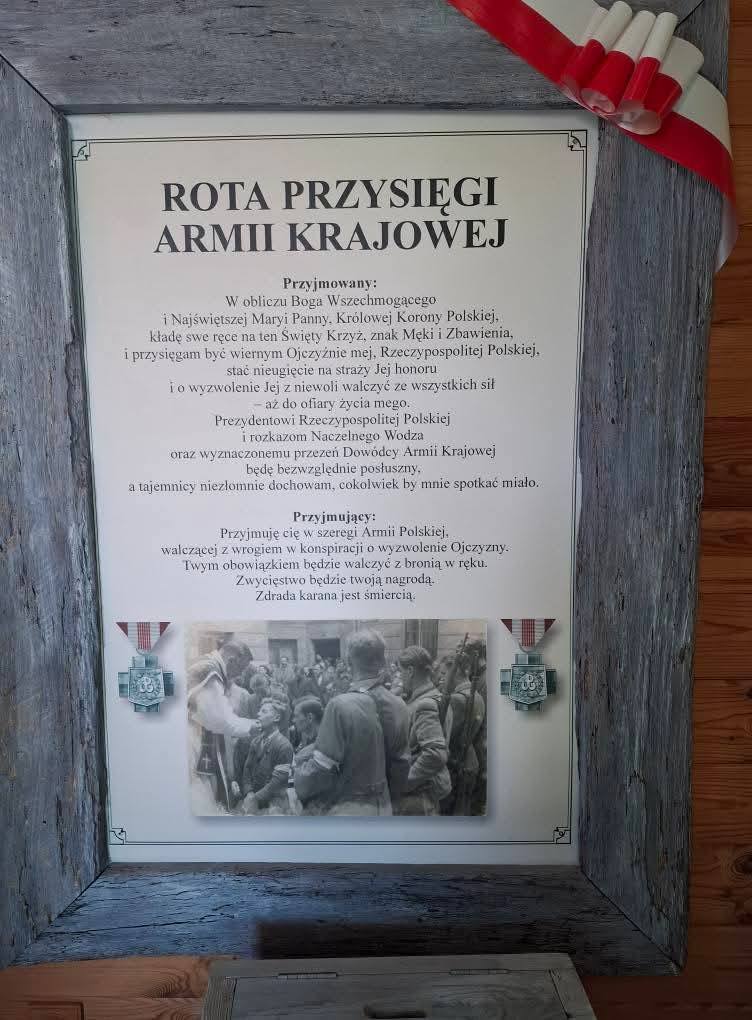 ROTA PRZYSIĘGI
ARMII KRAJOWEJ
Przyjmowany:
W obliczu Boga Wszechmogącego
i Najświętszej Maryi Panny, Królowej Korony Polskiej,
kładę swe ręce na ten Święty Krzyż, znak Męki i Zbawienia,
i przysięgam być wiernym Ojczyźnie mej, Rzeczypospolitej Polskiej,
stać nieugięcie na straży Jej honoru
i o wyzwolenie Jej z niewoli walczyć ze wszystkich sił
– aż do ofiary życia mego.
Prezydentowi Rzeczypospolitej Polskiej
i rozkazom Naczelnego Wodza
oraz wyznaczonemu przezeń Dowódcy Armii Krajowej
będę bezwzględnie posłuszny,
a tajemnicy niezłomnie dochowam, cokolwiek by mnie spotkać miało.
Przyjmujący:
Przyjmuję cię w szeregi Armii Polskiej,
walczącej z wrogiem w konspiracji o wyzwolenie Ojczyzny.
Twym obowiązkiem będzie walczyć z bronią w ręku.
Zwycięstwo będzie twoją nagrodą.
Zdrada karana jest śmiercią.